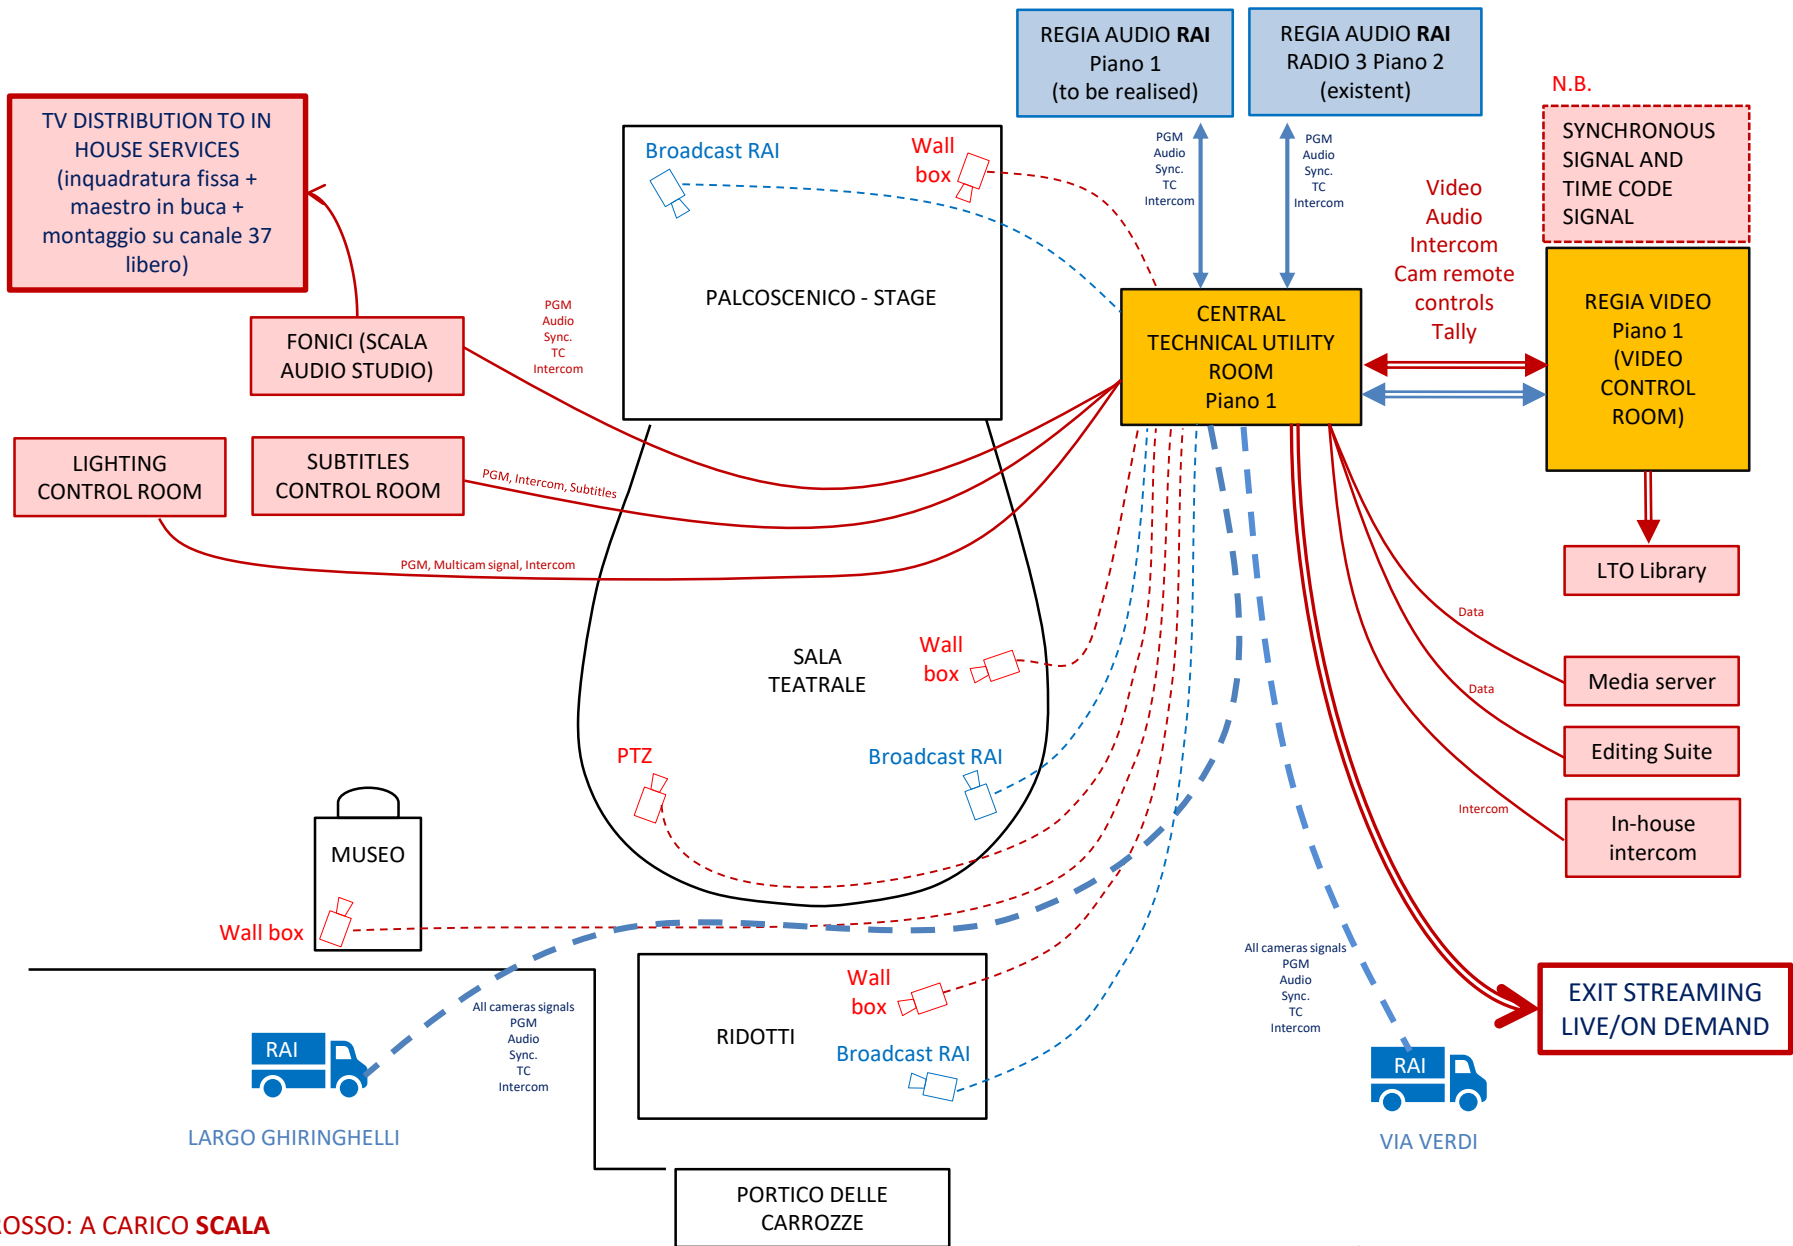 REGIA AUDIO RAI
Piano 1
(to be realised)
REGIA AUDIO RAI
RADIO 3 Piano 2
(existent)
N.B.
SYNCHRONOUS
SIGNAL AND
TIME CODE
SIGNAL
TV DISTRIBUTION TO IN
HOUSE SERVICES
(inquadratura fissa +
maestro in buca +
montaggio su canale 37
libero)
Broadcast RAI
Wall
box
PGM
Audio
Sync.
TC
Intercom
PGM
Audio
Sync.
TC
Intercom
Video
Audio
Intercom
Cam remote
controls
Tally
PALCOSCENICO - STAGE
CENTRAL
TECHNICAL UTILITY
ROOM
Piano 1
REGIA VIDEO
Piano 1
(VIDEO
CONTROL
ROOM)
FONICI (SCALA
AUDIO STUDIO)
PGM
Audio
Sync.
TC
Intercom
LIGHTING
CONTROL ROOM
SUBTITLES
CONTROL ROOM
PGM, Intercom, Subtitles
PGM, Multicam signal, Intercom
LTO Library
Data
Media server
Data
Editing Suite
Intercom
In-house
intercom
SALA
TEATRALE
Wall
box
PTZ
Broadcast RAI
MUSEO
Wall box
All cameras signals
PGM
Audio
Sync.
TC
Intercom
RAI
LARGO GHIRINGHELLI
RIDOTTI
Wall
box
Broadcast RAI
All cameras signals
PGM
Audio
Sync.
TC
Intercom
EXIT STREAMING
LIVE/ON DEMAND
RAI
VIA VERDI
PORTICO DELLE
CARROZZE
OSSO: A CARICO SCALA